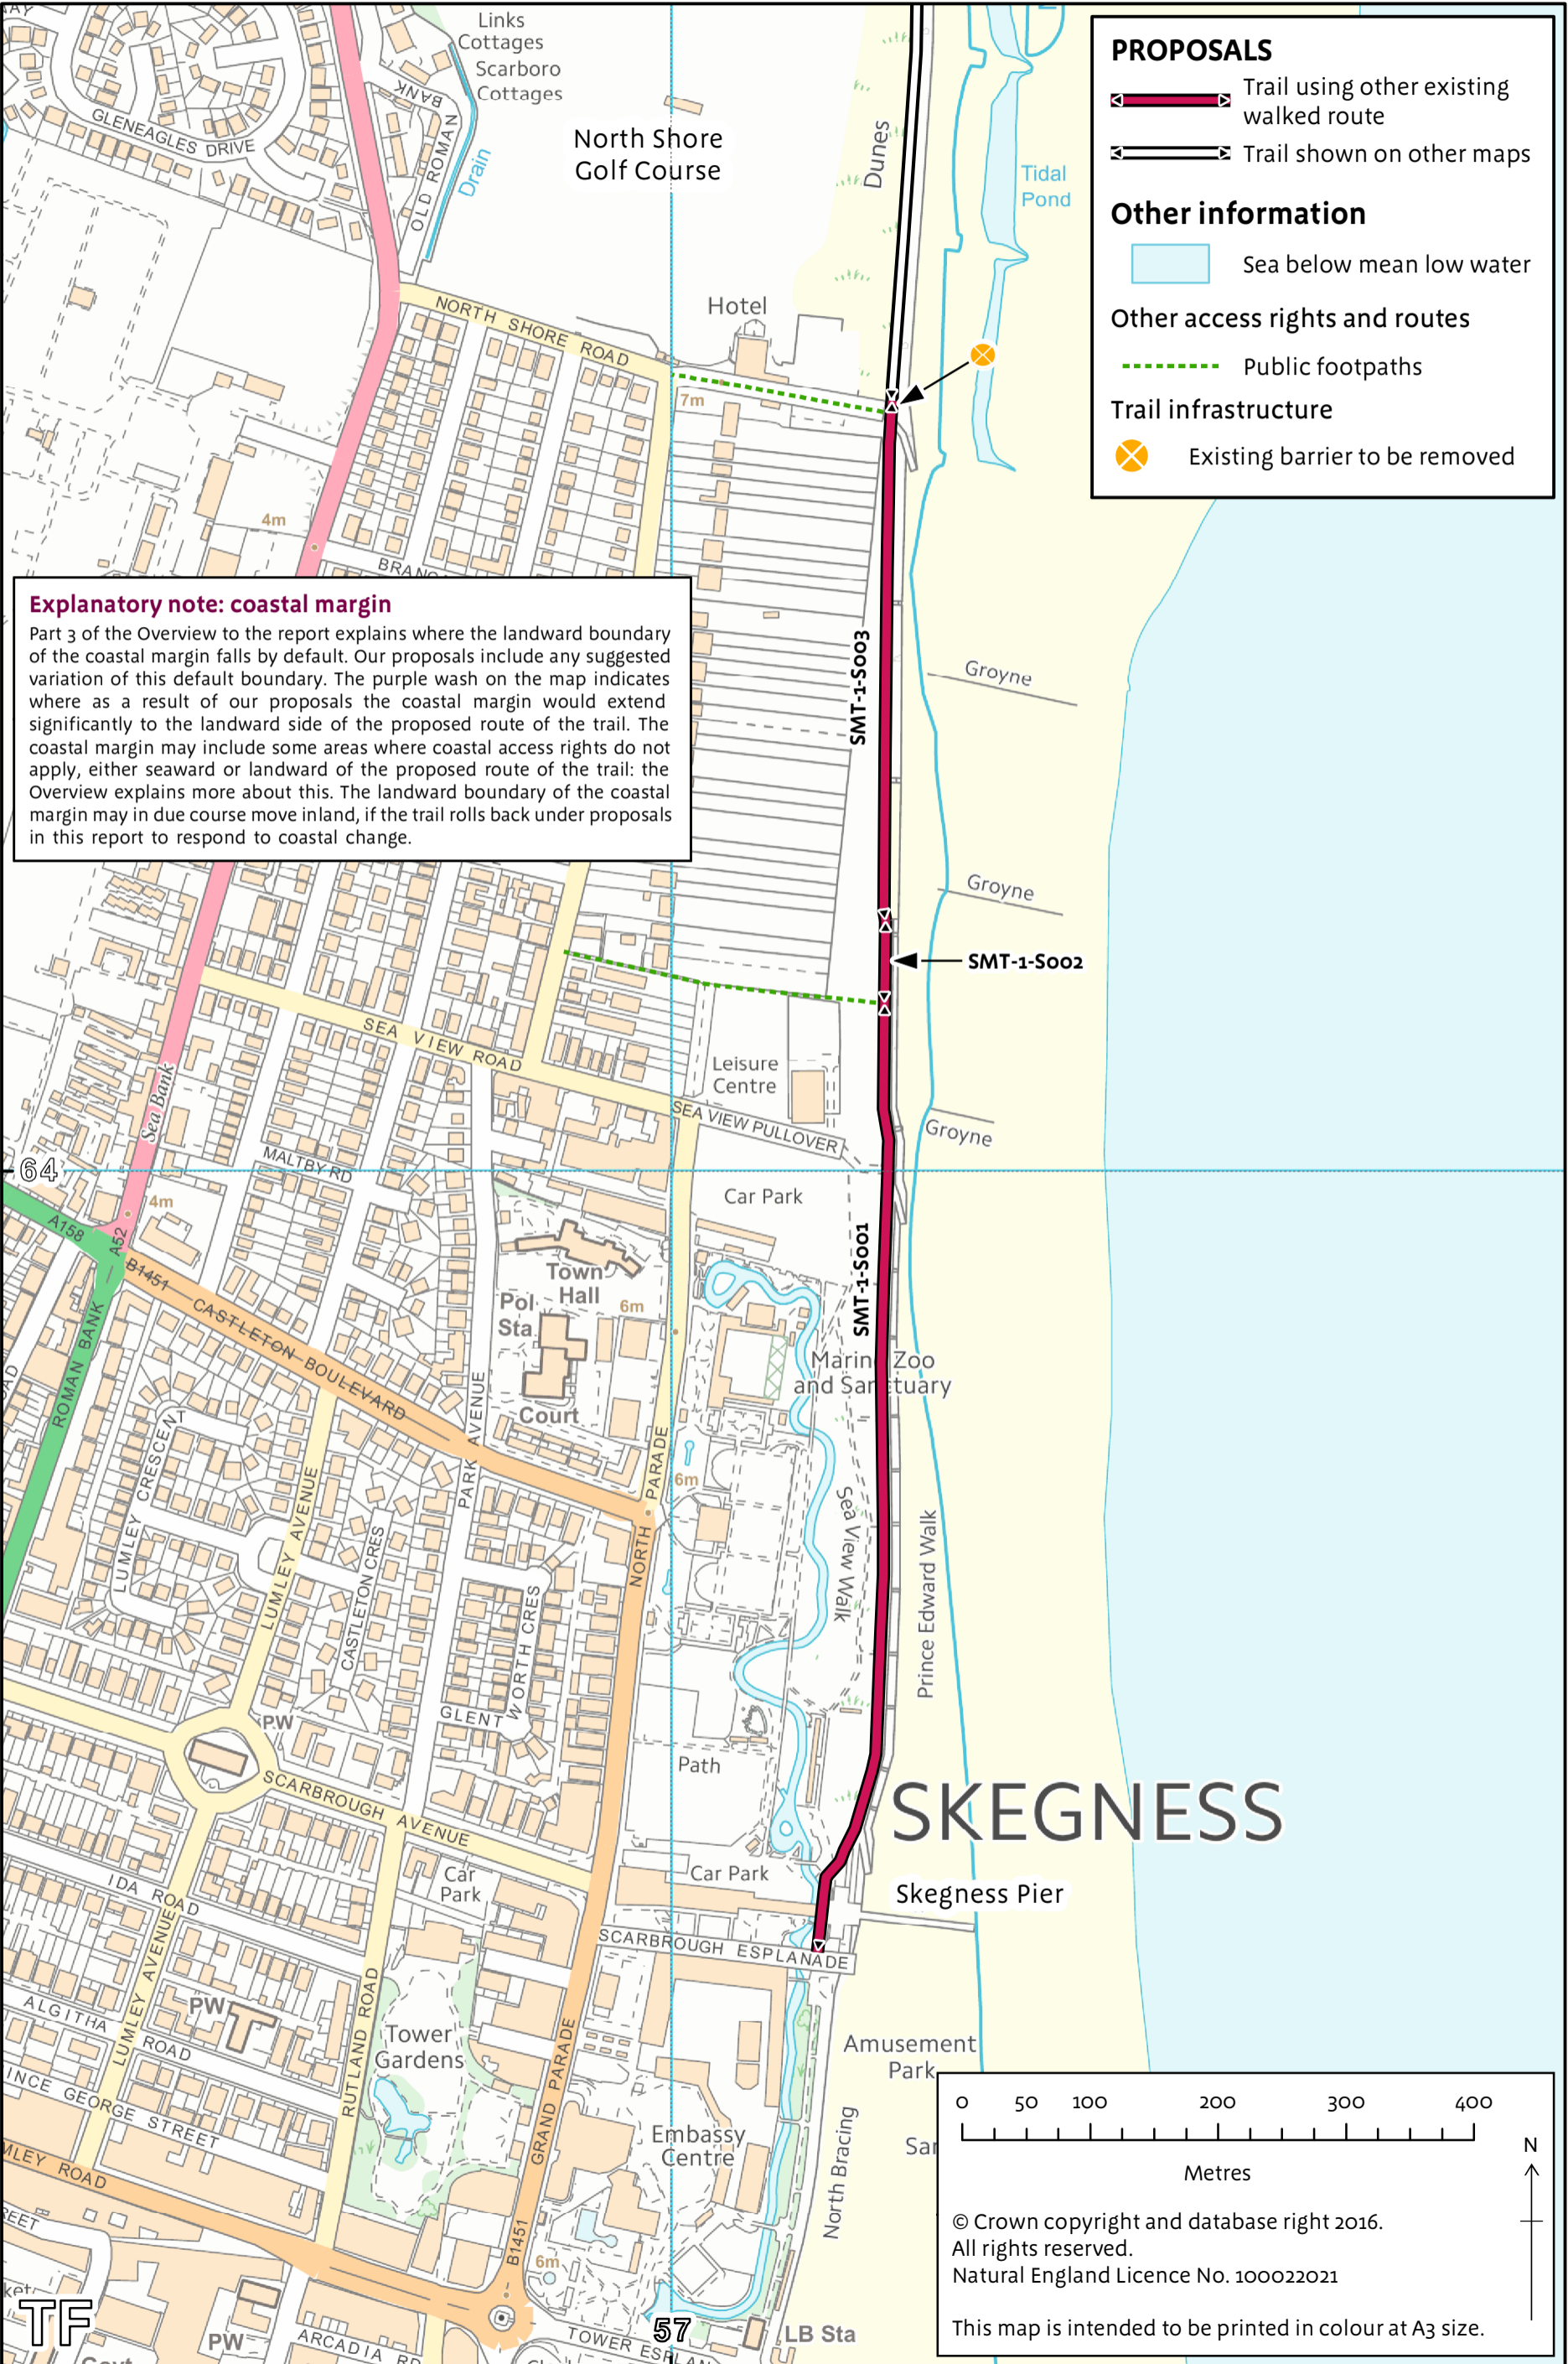 PROPOSALS
Trail using other existing
walked route
Trail shown on other maps
Other information
Sea below mean low water
Other access rights and routes
Public footpaths
Trail infrastructure
Existing barrier to be removed
Links
Cottages
Scarboro
Cottages
BANK
OLD ROMAN
Drain
GLENEAGLES DRIVE
North Shore
Golf Course
Dunes
Tidal
Pond
Hotel
NORTH SHORE ROAD
7m
4m
Explanatory note: coastal margin
Part 3 of the Overview to the report explains where the landward boundary
of the coastal margin falls by default. Our proposals include any suggested
variation of this default boundary. The purple wash on the map indicates
where as a result of our proposals the coastal margin would extend
significantly to the landward side of the proposed route of the trail. The
coastal margin may include some areas where coastal access rights do not
apply, either seaward or landward of the proposed route of the trail: the
Overview explains more about this. The landward boundary of the coastal
margin may in due course move inland, if the trail rolls back under proposals
in this report to respond to coastal change.
SMT-1-S003
Groyne
Groyne
SMT-1-S002
SEA VIEW ROAD
Leisure
Centre
SEA VIEW PULLOVER
Groyne
Sea Bank
MALTBY RD
64
Car Park
4m
A158
A52
B1451
CASTLETON BOULEVARD
Town
Hall
6m
Pol
Sta
Court
SMT-1-S001
Marine Zoo
and Sanctuary
ROMAN BANK
LUMLEY CRESCENT
LUMLEY AVENUE
CASTLETON CRES
PARK AVENUE
NORTH PARADE
6m
Sea View Walk
Prince Edward Walk
GLENTWORTH CRES
PW
SCARBROUGH AVENUE
Path
SKEGNESS
Car Park
Car
Park
Skegness Pier
SCARBROUGH ESPLANADE
IDA ROAD
LUMLEY AVENUE
ALGITHA ROAD
PW
RUTLAND ROAD
Tower
Gardens
GRAND PARADE
Amusement
Park
INCE GEORGE STREET
MLEY ROAD
Embassy
Centre
North Bracing
B1451
6m
TF
PW
ARCADIA RD
57
LB Sta
0 50 100 200 300 400
Metres
N
© Crown copyright and database right 2016.
All rights reserved.
Natural England Licence No. 100022021
This map is intended to be printed in colour at A3 size.